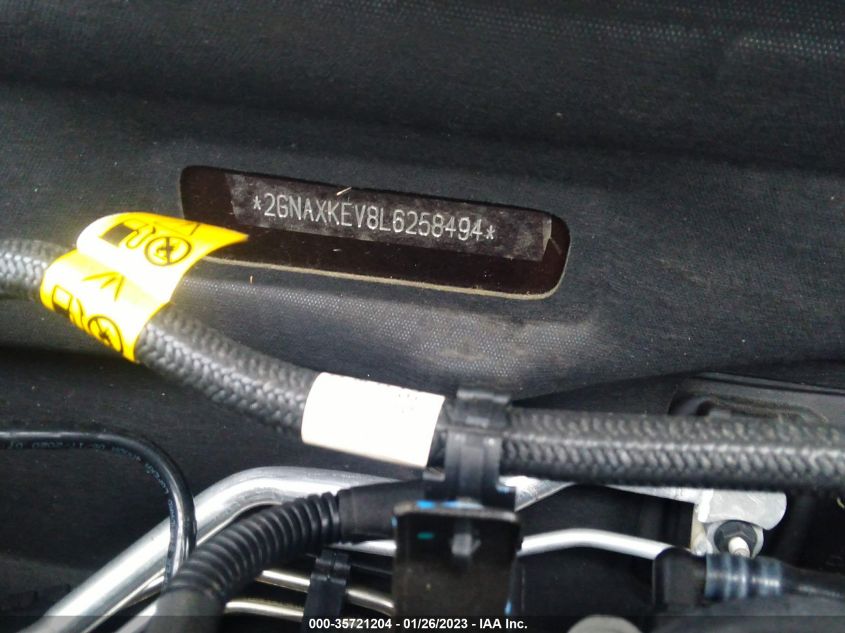 *2GNAXKEV8L6258494*
000-35721204 | 01/26/2023 | IAA Inc.